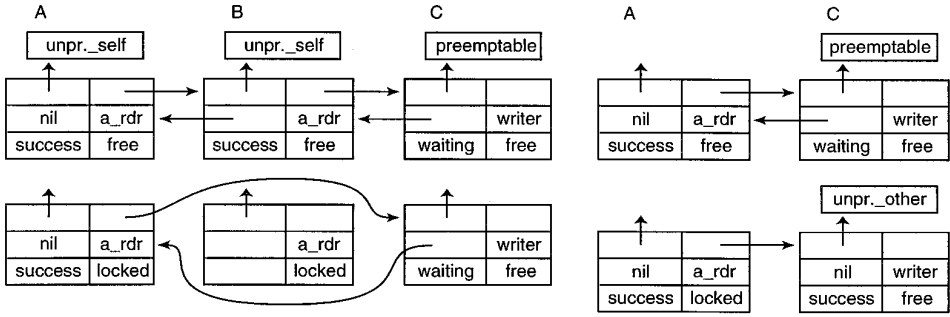 A B C A C
unpr._self unpr._self preemptable preemptable
nil a_rdr a_rdr writer nil a_rdr writer
success free success free waiting free success free waiting free
unpr._other
nil a_rdr a_rdr writer nil a_rdr nil writer
success locked locked waiting free success locked success free